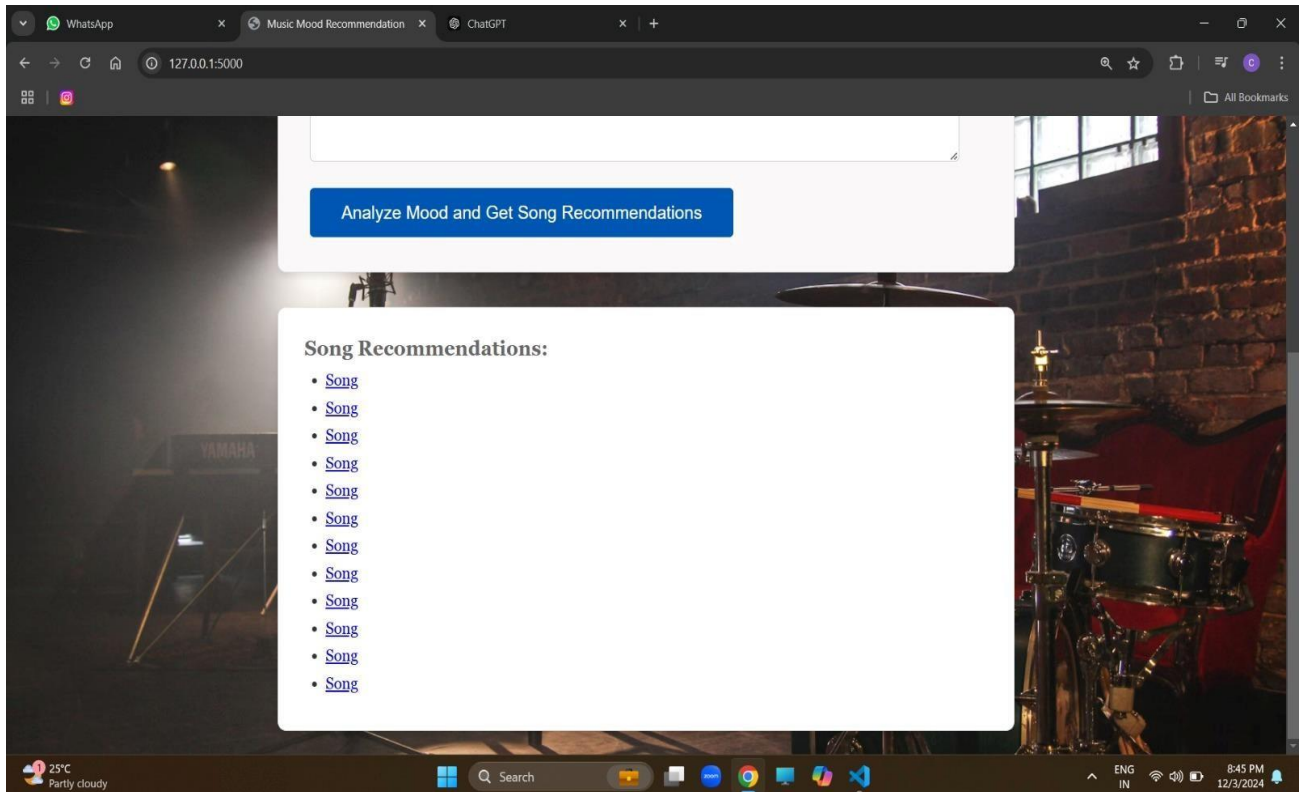 WhatsApp
Music Mood Recommendation
ChatGPT
127.0.0.1:5000
All Bookmarks
Analyze Mood and Get Song Recommendations
YAMAHA
Song Recommendations:
• Song
• Song
• Song
• Song
• Song
• Song
• Song
• Song
• Song
• Song
• Song
• Song
1
25°C
Partly cloudy
Search
zoom
ENG
IN
8:45 PM
12/3/2024
C